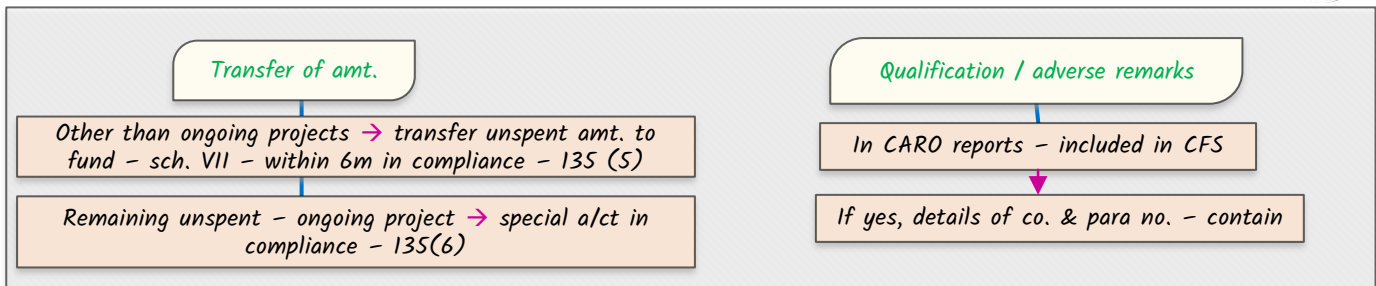 Transfer of amt.
Other than ongoing projects → transfer unspent amt. to
fund – sch. VII – within 6m in compliance – 135 (5)
Remaining unspent – ongoing project → special a/ct in
compliance – 135(6)
Qualification / adverse remarks
In CARO reports – included in CFS
If yes, details of co. & para no. – contain